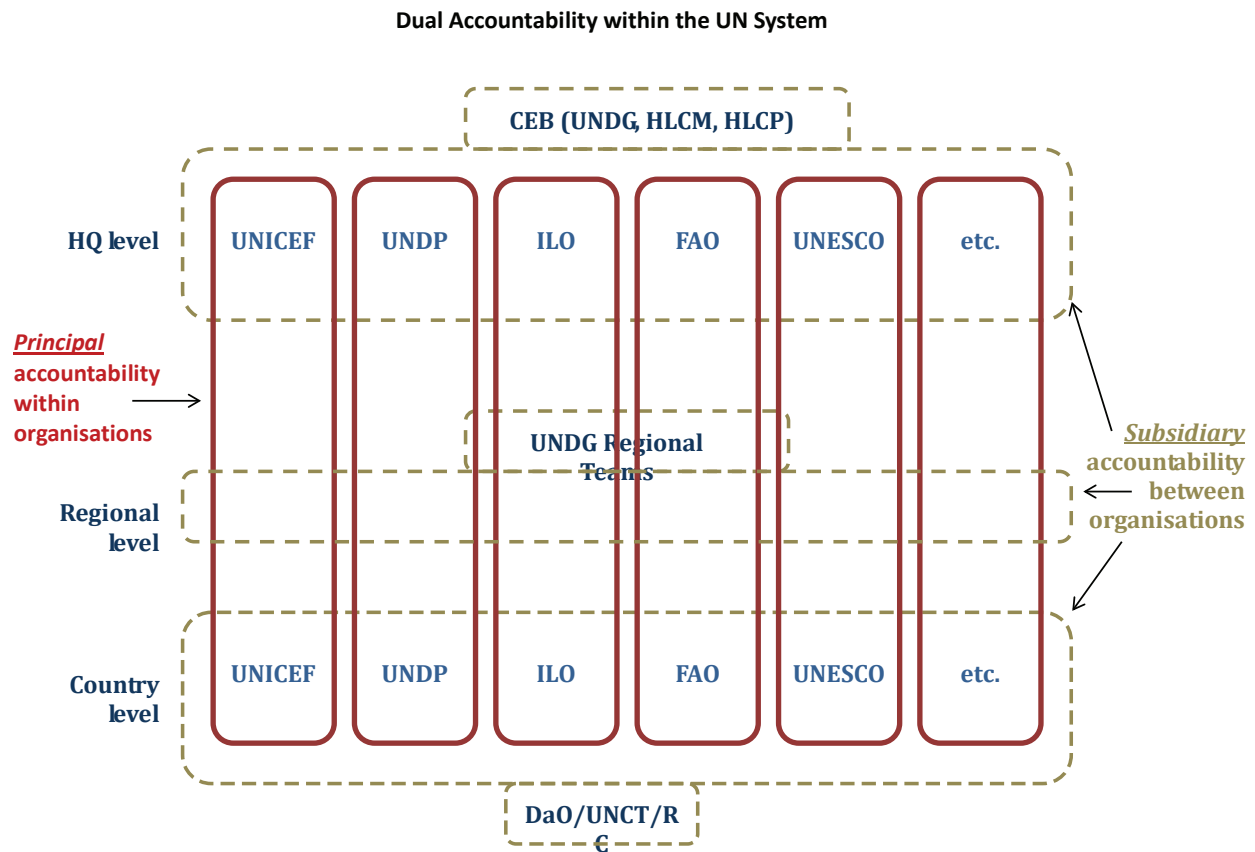 Dual Accountability within the UN System
CEB (UNDG, HLCM, HLCP)
HQ level
UNICEF
UNDP
ILO
FAO
UNESCO
etc.
Principal
accountability
within
organisations
UNDG Regional
Teams
Subsidiary
accountability
between
organisations
Regional
level
Country
level
UNICEF
UNDP
ILO
FAO
UNESCO
etc.
DaO/UNCT/R
C